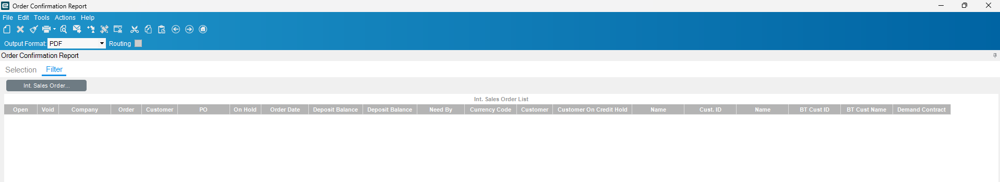 Order Confirmation Report
File Edit Tools Actions Help
Output Format: PDF Routing
Order Confirmation Report
Selection Filter
Int. Sales Order...
Int. Sales Order List
Open Void Company Order Customer PO On Hold Order Date Deposit Balance Deposit Balance Need By Currency Code Customer Customer On Credit Hold Name Cust. ID Name BT Cust ID BT Cust Name Demand Contract